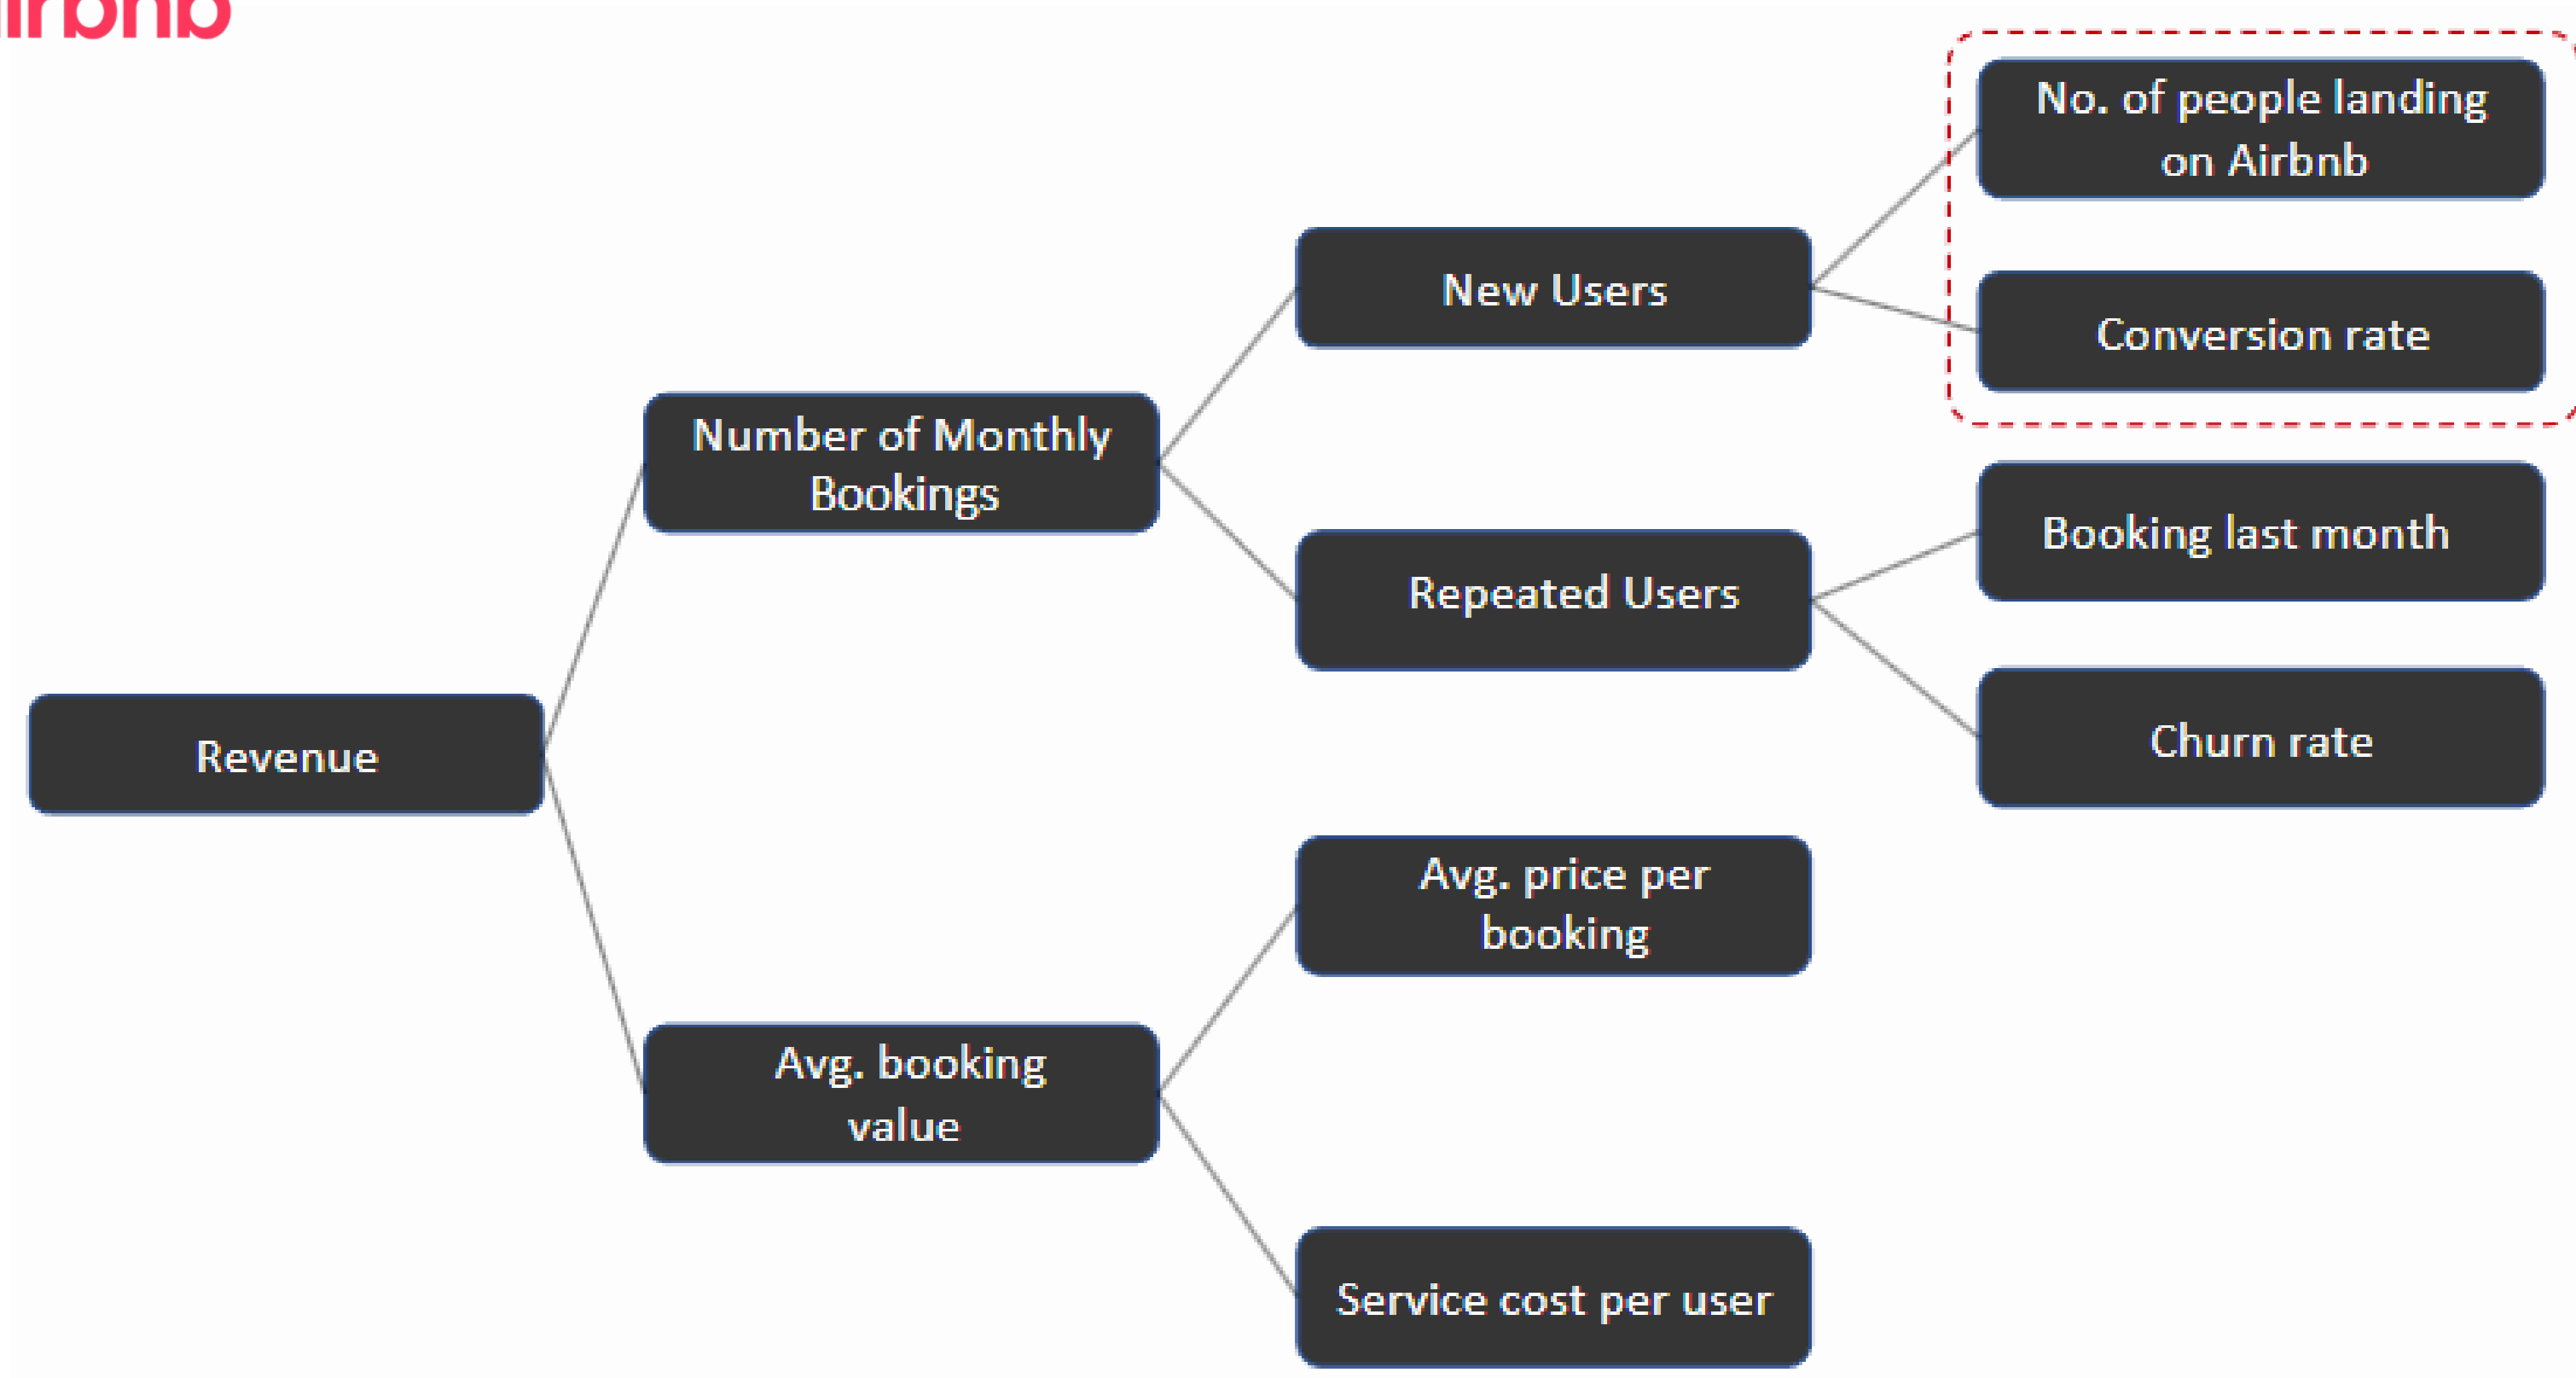 airbnb
No. of people landing
on Airbnb
New Users
Conversion rate
Number of Monthly
Bookings
Booking last month
Repeated Users
Churn rate
Revenue
Avg. price per
booking
Avg. booking
value
Service cost per user